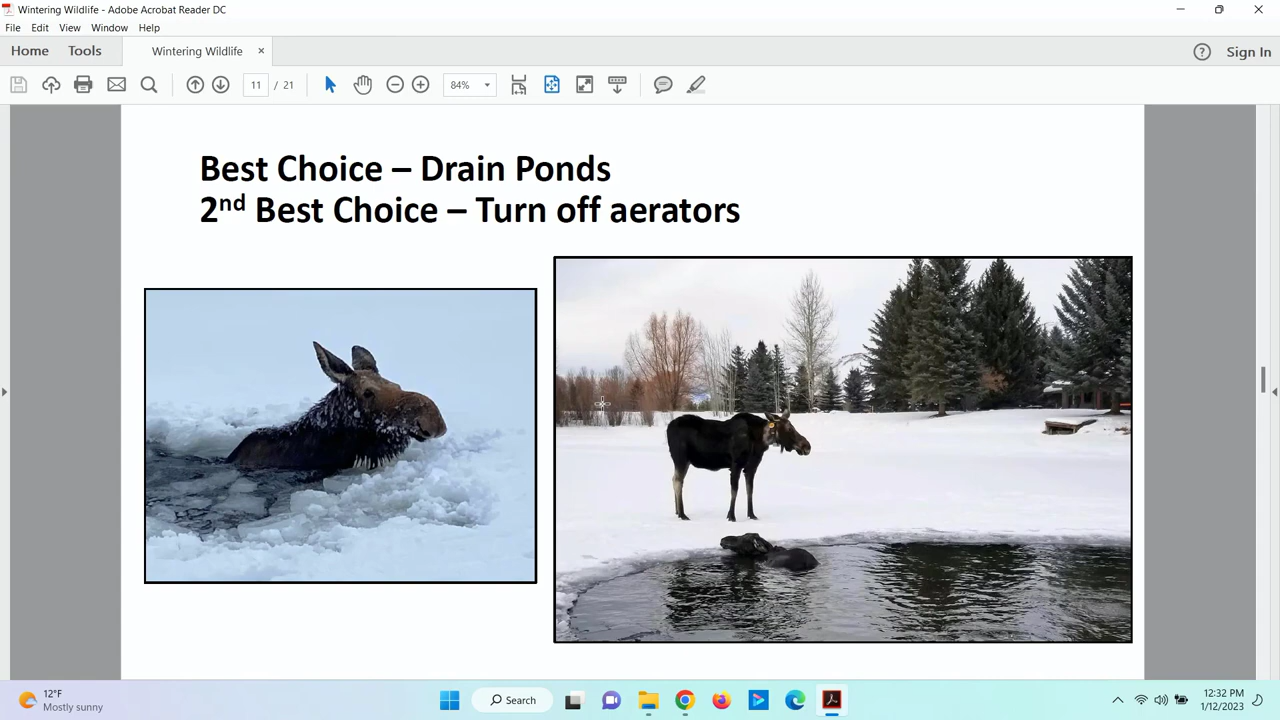 Wintering Wildlife - Adobe Acrobat Reader DC
File Edit View Window Help
Home Tools Wintering Wildlife × Sign In
11 / 21 84%
Best Choice – Drain Ponds
2nd Best Choice – Turn off aerators
12°F
Mostly sunny
Search
12:32 PM
1/12/2023